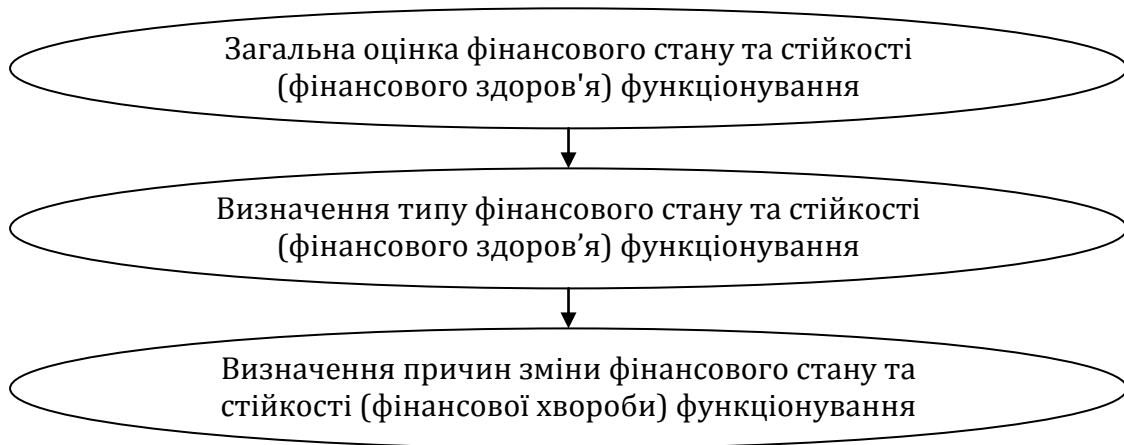 Загальна оцінка фінансового стану та стійкості
(фінансового здоров'я) функціонування
Визначення типу фінансового стану та стійкості
(фінансового здоров’я) функціонування
Визначення причин зміни фінансового стану та
стійкості (фінансової хвороби) функціонування